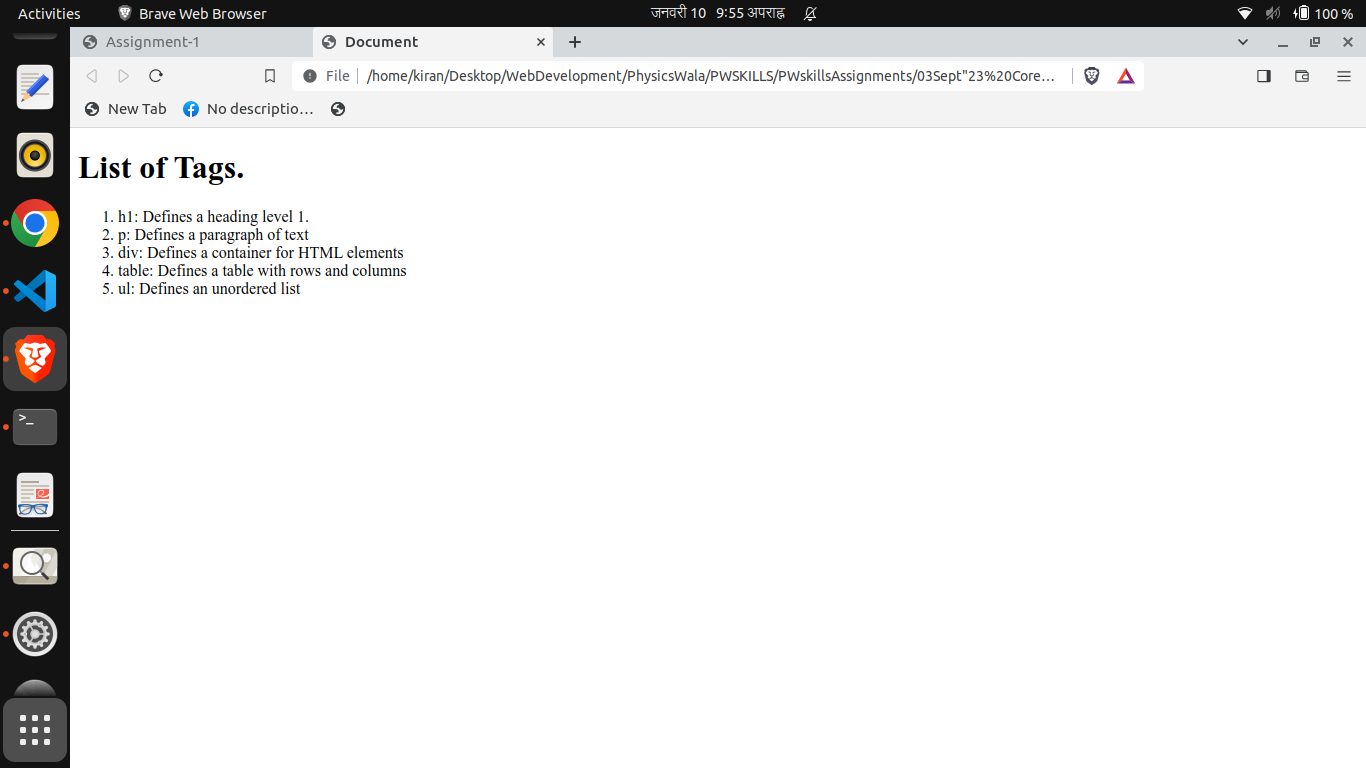 Activities Brave Web Browser जनवरी 10 9:55 अपराह्न 100 %
Assignment-1 Document
File /home/kiran/Desktop/WebDevelopment/PhysicsWala/PWSKILLS/PWskillsAssignments/03Sept"23%20Core…
New Tab No descriptio…
List of Tags.
1. h1: Defines a heading level 1.
2. p: Defines a paragraph of text
3. div: Defines a container for HTML elements
4. table: Defines a table with rows and columns
5. ul: Defines an unordered list